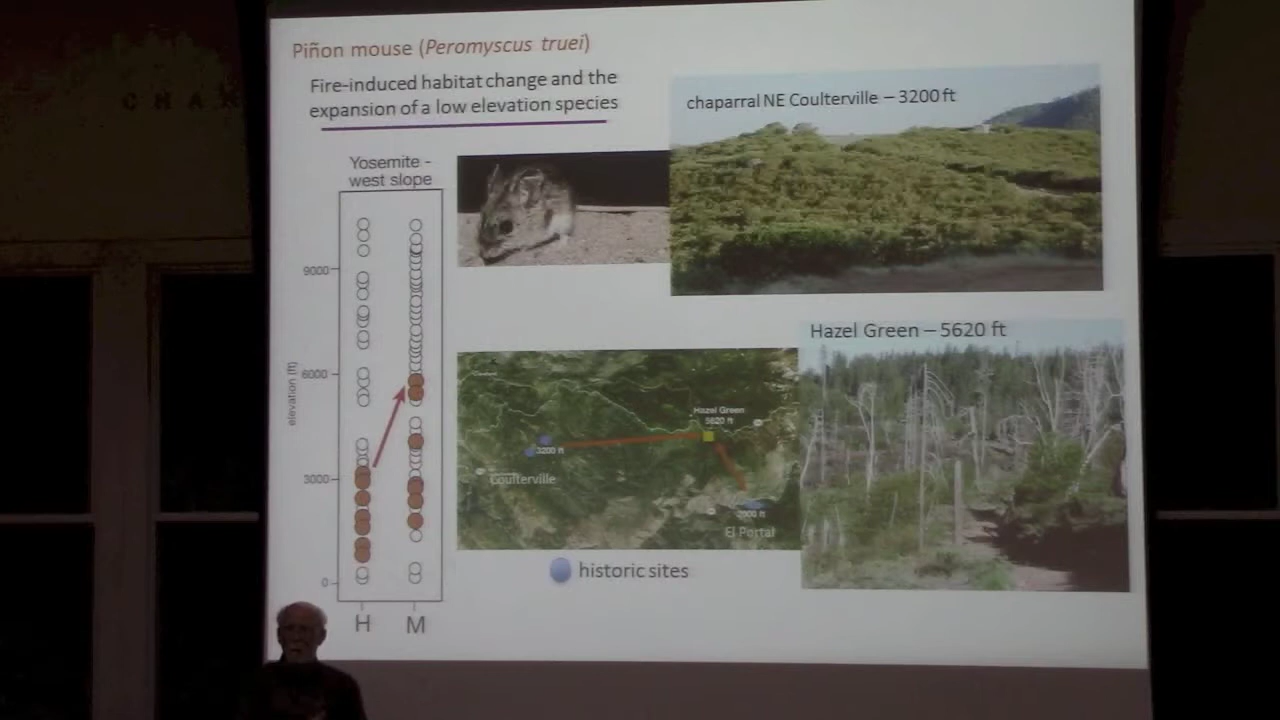 Piñon mouse (Peromyscus truei)
Fire-induced habitat change and the
expansion of a low elevation species
chaparral NE Coulterville – 3200 ft
Yosemite -
west slope
9000
6000
3000
0
elevation (ft)
H
M
Hazel Green
5620 ft
3200 ft
Coulterville
El Portal
historic sites
Hazel Green – 5620 ft
CHA